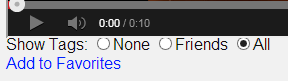 0:00 / 0:10
Show Tags: None Friends All
Add to Favorites